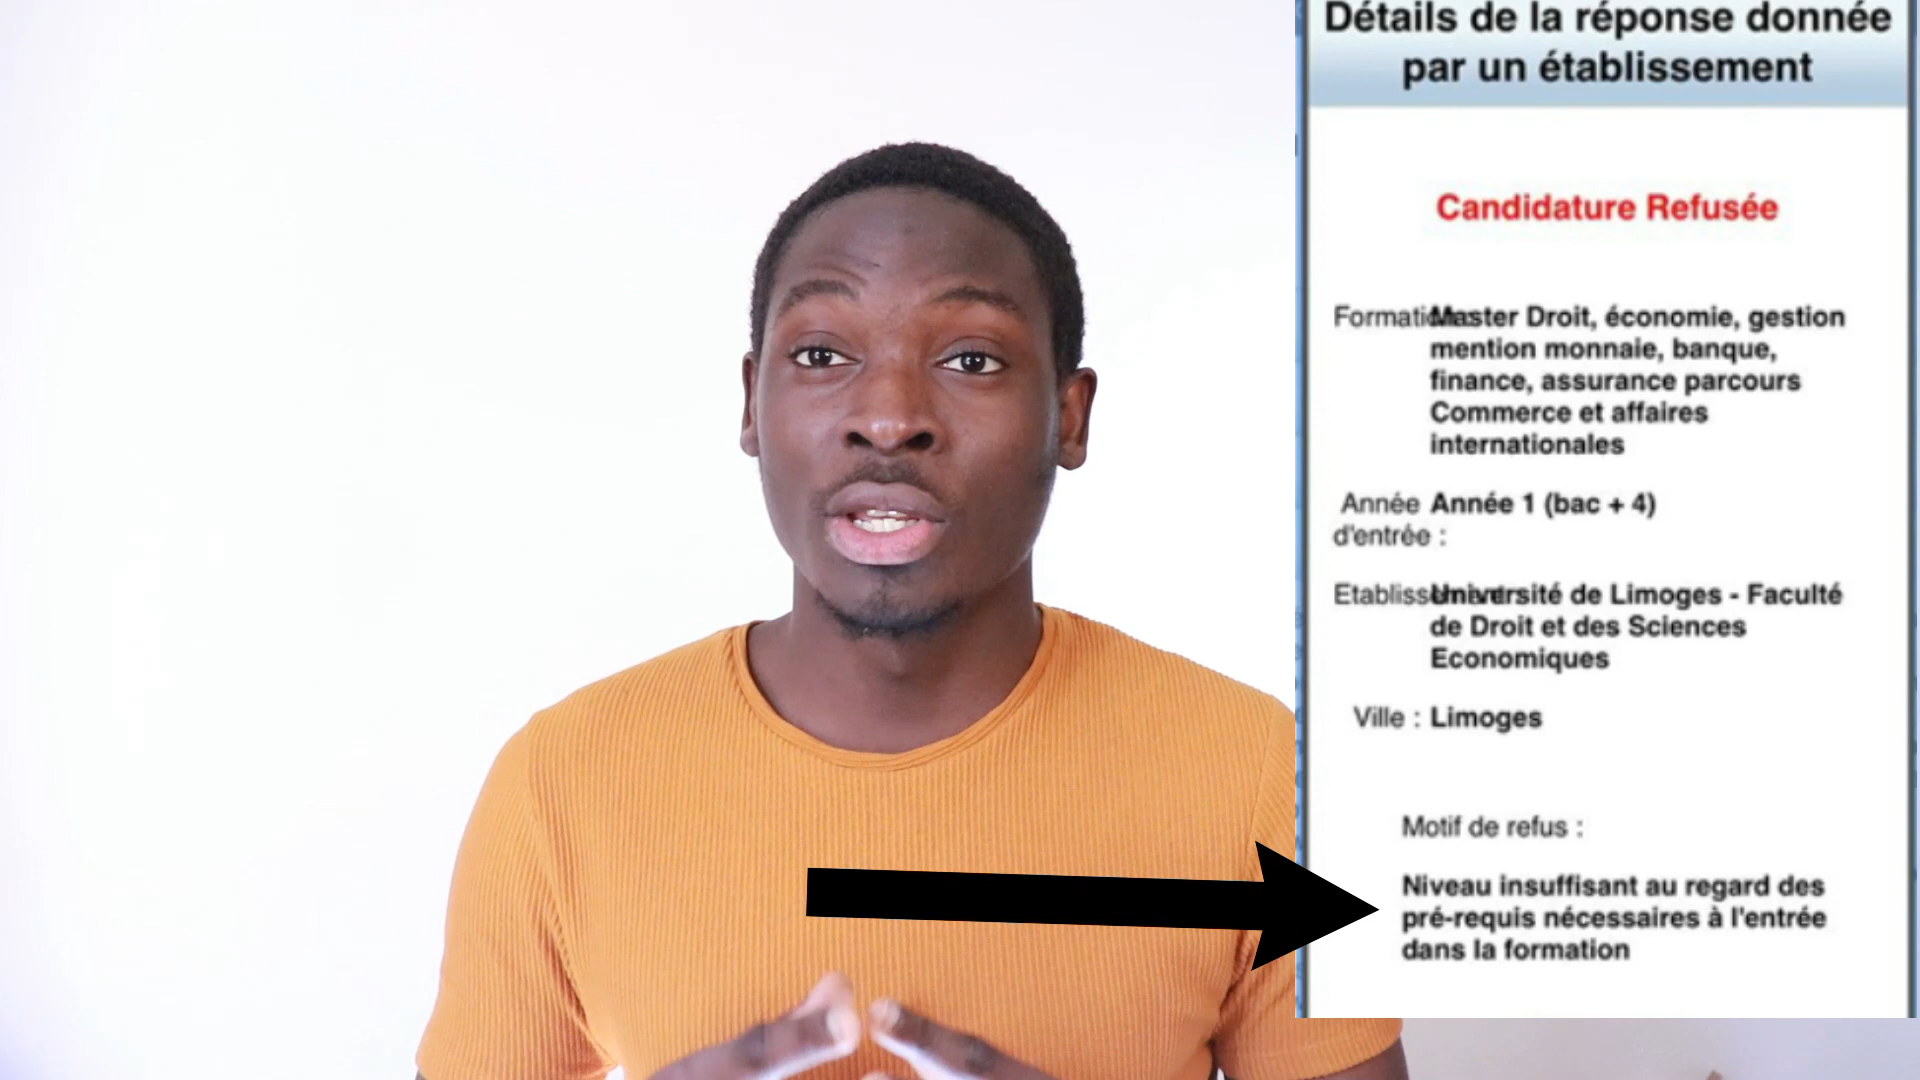 Détails de la réponse donnée
par un établissement
Candidature Refusée
Formation Master Droit, économie, gestion
mention monnaie, banque,
finance, assurance parcours
Commerce et affaires
internationales
Année Année 1 (bac + 4)
d'entrée :
Université de Limoges - Faculté
de Droit et des Sciences
Economiques
Ville : Limoges
Motif de refus :
Niveau insuffisant au regard des
pré-requis nécessaires à l'entrée
dans la formation